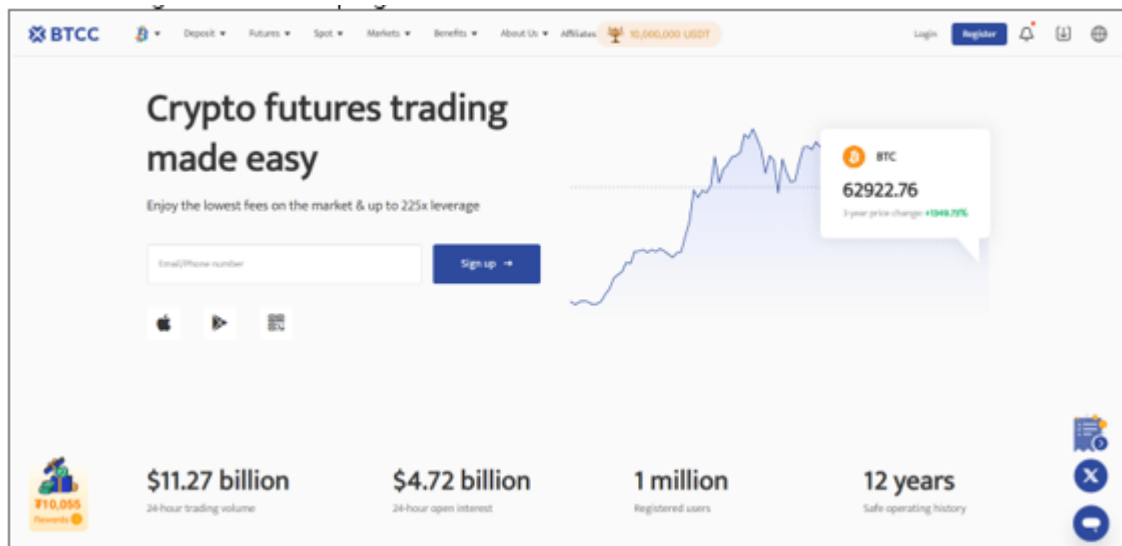 BTCC
Deposit Futures Spot Markets Benefits About Us Affiliates 10,000,000 USDT Login Register
Crypto futures trading
made easy
Enjoy the lowest fees on the market & up to 225x leverage
Email/Phone number
Sign up →
BTC
62922.76
price change:
₮10,055
Rewards
$11.27 billion
24-hour trading volume
$4.72 billion
24-hour open interest
1 million
Registered users
12 years
Safe operating history